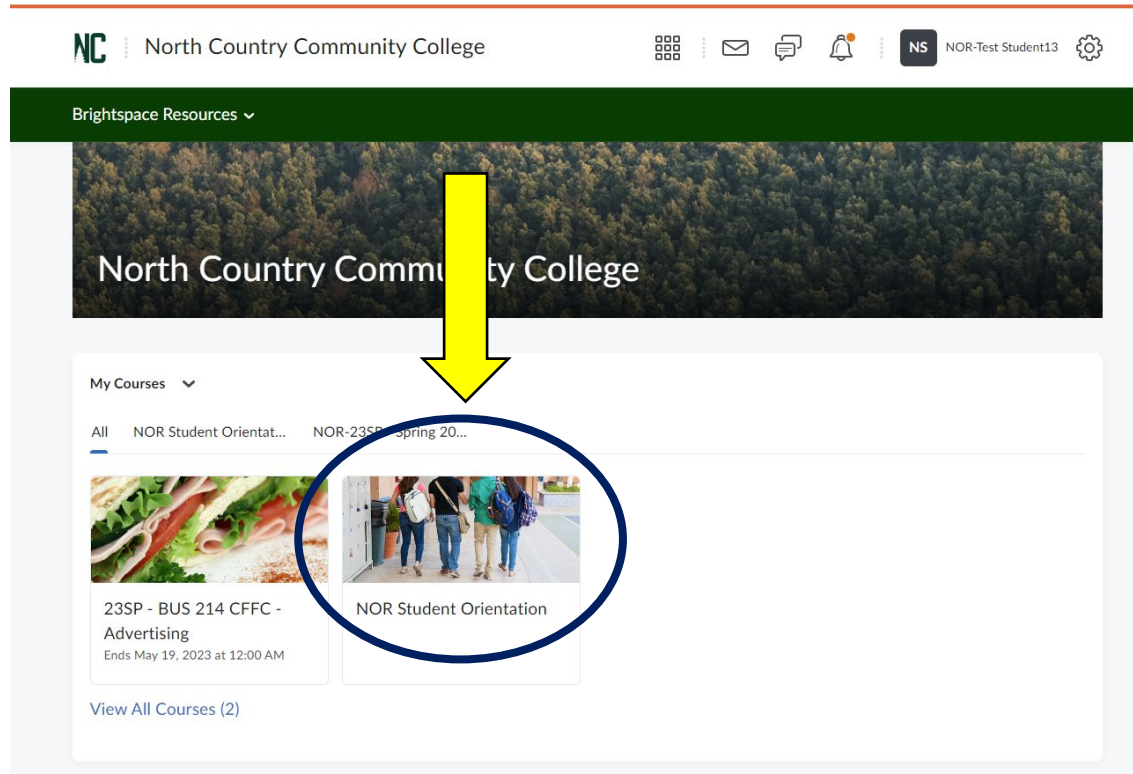 NC North Country Community College NS NOR-Test Student13
Brightspace Resources
North Country Community College
My Courses
All NOR Student Orientat... NOR-23SP - Spring 20...
23SP - BUS 214 CFFC -
Advertising
Ends May 19, 2023 at 12:00 AM
NOR Student Orientation
View All Courses (2)